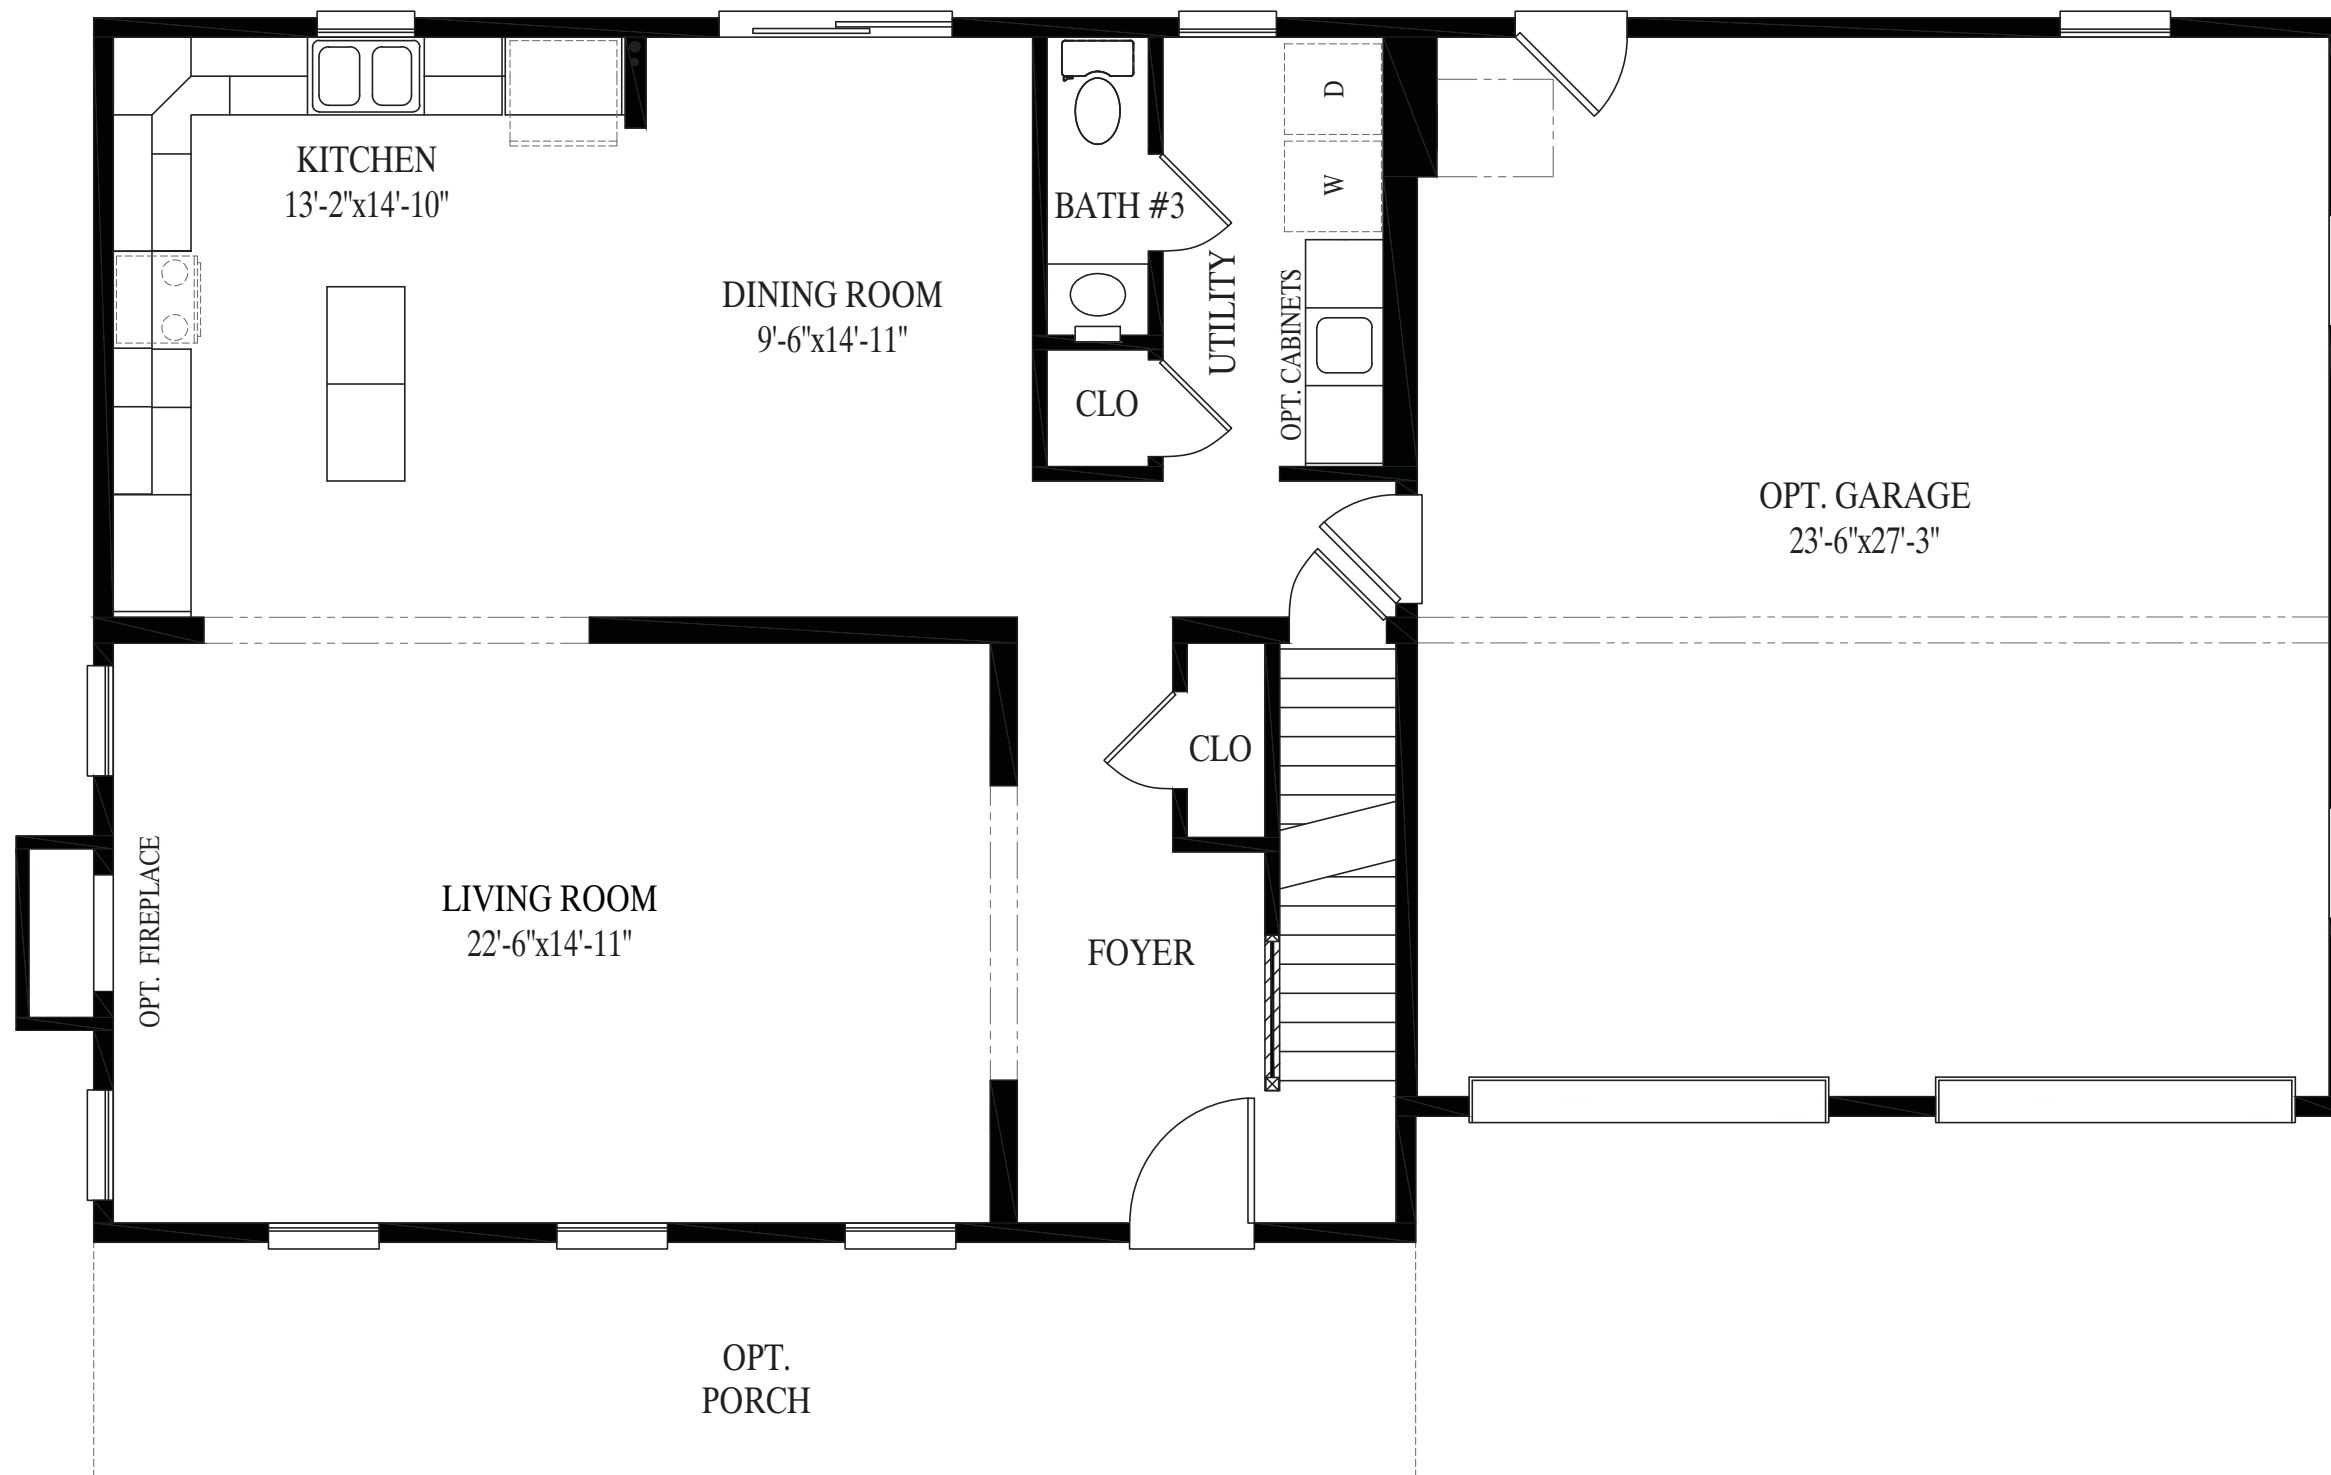 KITCHEN
13'-2"x14'-10"
DINING ROOM
9'-6"x14'-11"
BATH #3
CLO
UTILITY
OPT. CABINETS
D
W
OPT. GARAGE
23'-6"x27'-3"
LIVING ROOM
22'-6"x14'-11"
OPT. FIREPLACE
CLO
FOYER
OPT.
PORCH